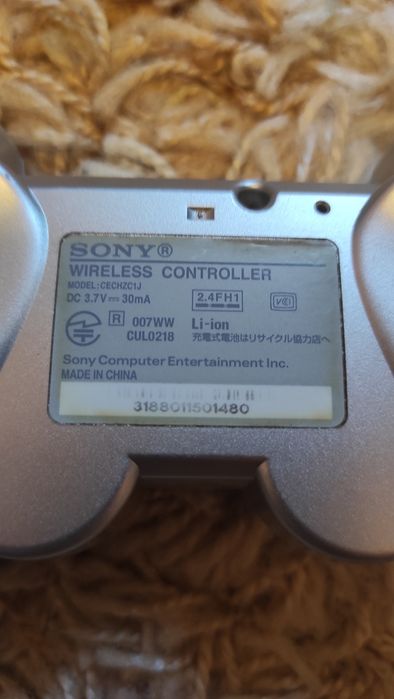 SONY®
WIRELESS CONTROLLER
MODEL:CECHZC1J
DC 3.7V⎓30mA
2.4FH1
VCCI
R 007WW
CUL0218
Li-ion
充電式電池はリサイクル協力店へ
Sony Computer Entertainment Inc.
MADE IN CHINA
3188011501480